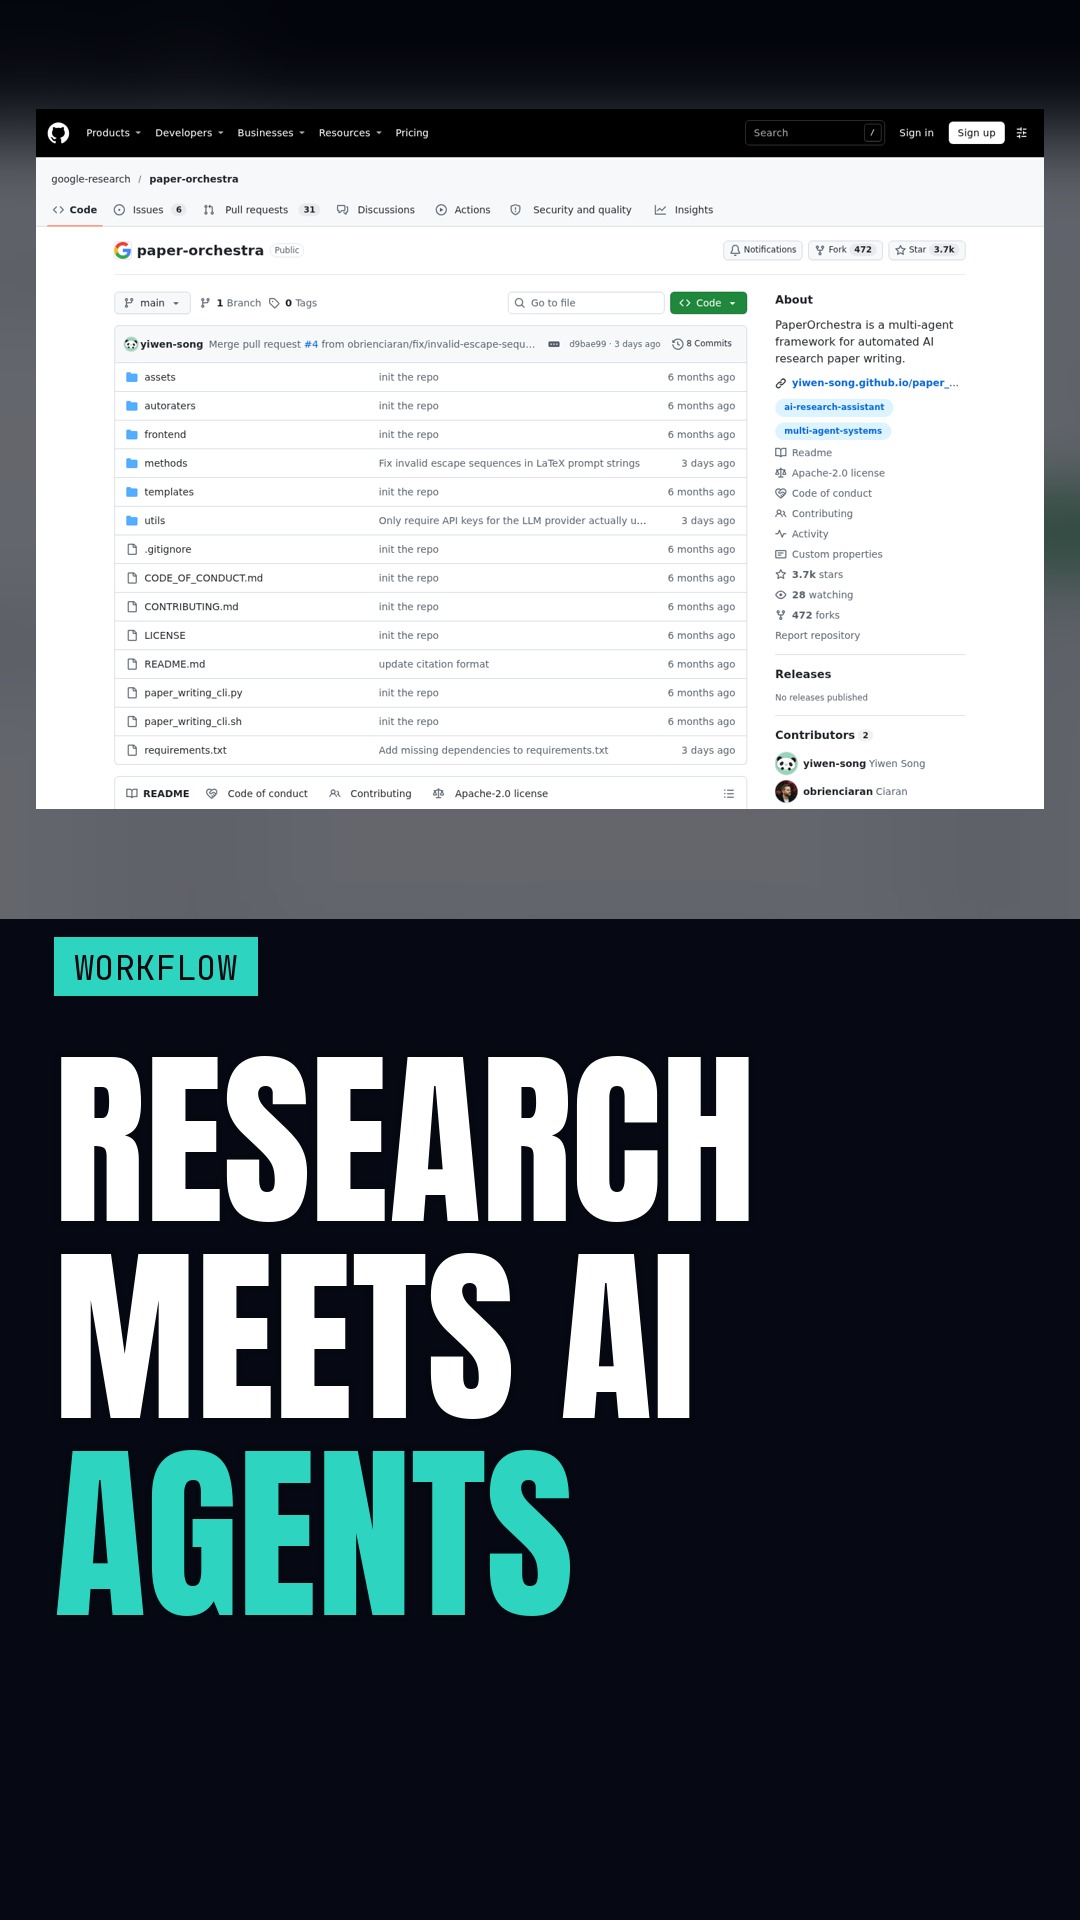 Products Developers Businesses Resources Pricing Search / Sign in Sign up
google-research / paper-orchestra
Code Issues 6 Pull requests 31 Discussions Actions Security and quality Insights
paper-orchestra Public Notifications Fork 472 Star 3.7k
main 1 Branch 0 Tags Go to file Code
yiwen-song Merge pull request #4 from obrienciaran/fix/invalid-escape-sequ... d9bae99 · 3 days ago 8 Commits
assets init the repo 6 months ago
autoraters init the repo 6 months ago
frontend init the repo 6 months ago
methods Fix invalid escape sequences in LaTeX prompt strings 3 days ago
templates init the repo 6 months ago
utils Only require API keys for the LLM provider actually u... 3 days ago
.gitignore init the repo 6 months ago
CODE_OF_CONDUCT.md init the repo 6 months ago
CONTRIBUTING.md init the repo 6 months ago
LICENSE init the repo 6 months ago
README.md update citation format 6 months ago
paper_writing_cli.py init the repo 6 months ago
paper_writing_cli.sh init the repo 6 months ago
requirements.txt Add missing dependencies to requirements.txt 3 days ago
README Code of conduct Contributing Apache-2.0 license
About
PaperOrchestra is a multi-agent
framework for automated AI
research paper writing.
yiwen-song.github.io/paper_...
ai-research-assistant
multi-agent-systems
Readme
Apache-2.0 license
Code of conduct
Contributing
Activity
Custom properties
3.7k stars
28 watching
472 forks
Report repository
Releases
No releases published
Contributors 2
yiwen-song Yiwen Song
obrienciaran Ciaran
WORKFLOW
RESEARCH
MEETS AI
AGENTS